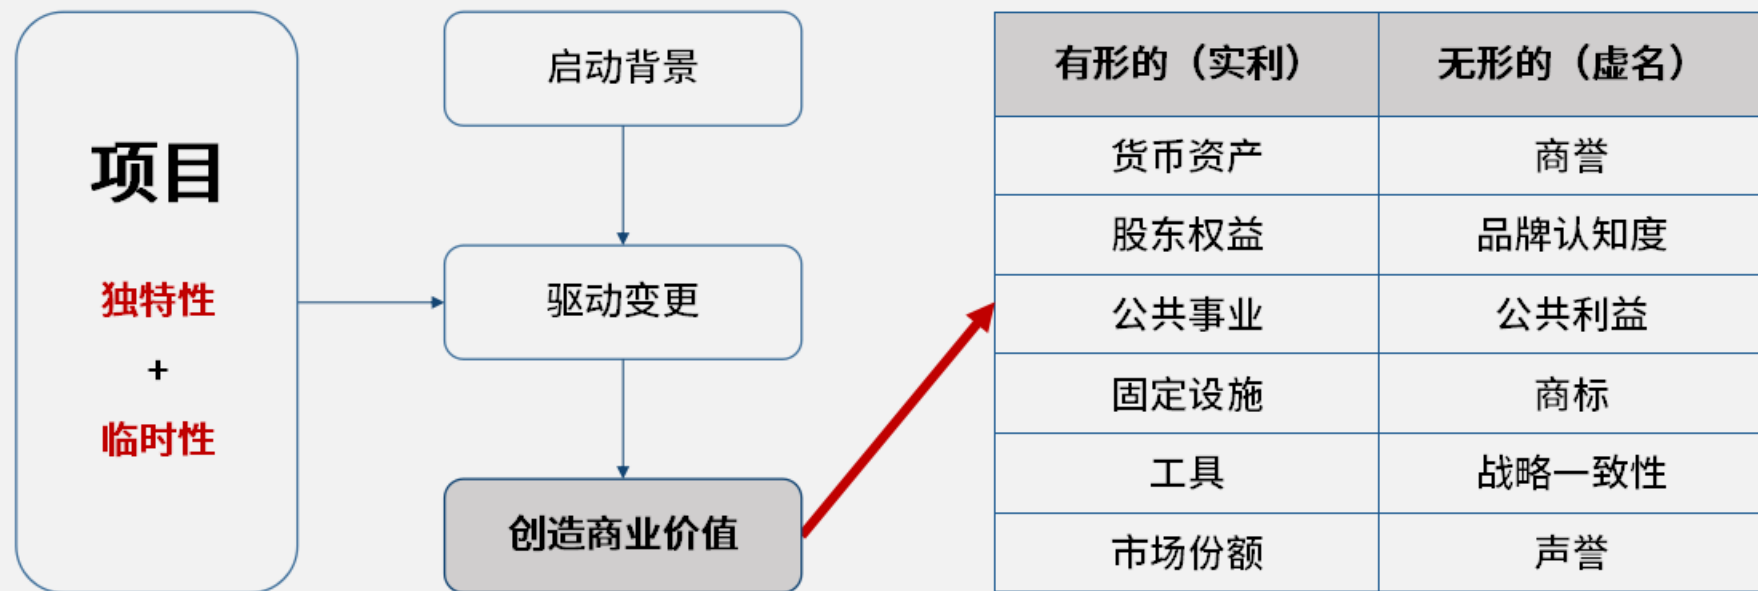 项目
独特性
+
临时性
启动背景
驱动变更
创造商业价值
有形的（实利） 无形的（虚名）
货币资产 商誉
股东权益 品牌认知度
公共事业 公共利益
固定设施 商标
工具 战略一致性
市场份额 声誉